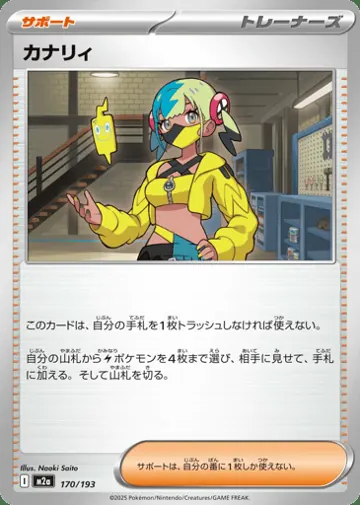 サポート
トレーナーズ
カナリィ
このカードは、自分の手札を1枚トラッシュしなければ使えない。
自分の山札から⚡ポケモンを4枚まで選び、相手に見せて、手札
に加える。そして山札を切る。
Illus. Naoki Saito
I M2a 170/193
サポートは、自分の番に1枚しか使えない。
©2025 Pokémon/Nintendo/Creatures/GAME FREAK.